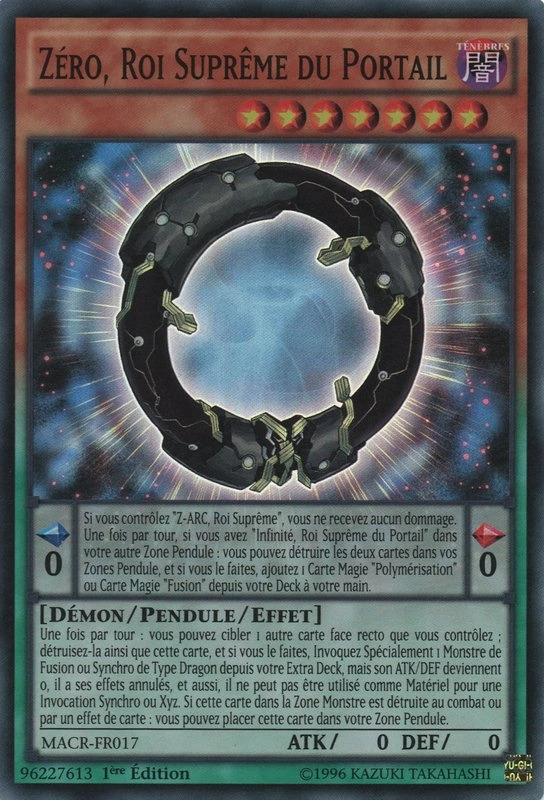 Zéro, Roi Suprême du Portail
TÉNÈBRES
闇
Si vous contrôlez "Z-ARC, Roi Suprême", vous ne recevez aucun dommage.
Une fois par tour, si vous avez "Infinité, Roi Suprême du Portail" dans
votre autre Zone Pendule : vous pouvez détruire les deux cartes dans vos
Zones Pendule, et si vous le faites, ajoutez 1 Carte Magie "Polymérisation"
ou Carte Magie "Fusion" depuis votre Deck à votre main.
0
0
[Démon/Pendule/Effet]
Une fois par tour : vous pouvez cibler 1 autre carte face recto que vous contrôlez ;
détruisez-la ainsi que cette carte, et si vous le faites, Invoquez Spécialement 1 Monstre
de Fusion ou Synchro de Type Dragon depuis votre Extra Deck, mais son ATK/DEF deviennent
0, il a ses effets annulés, et aussi, il ne peut pas être utilisé comme Matériel pour une
Invocation Synchro ou Xyz. Si cette carte dans la Zone Monstre est détruite au combat ou
par un effet de carte : vous pouvez placer cette carte dans votre Zone Pendule.
MACR-FR017
ATK/ 0 DEF/ 0
96227613 1ère Édition
©1996 KAZUKI TAKAHASHI